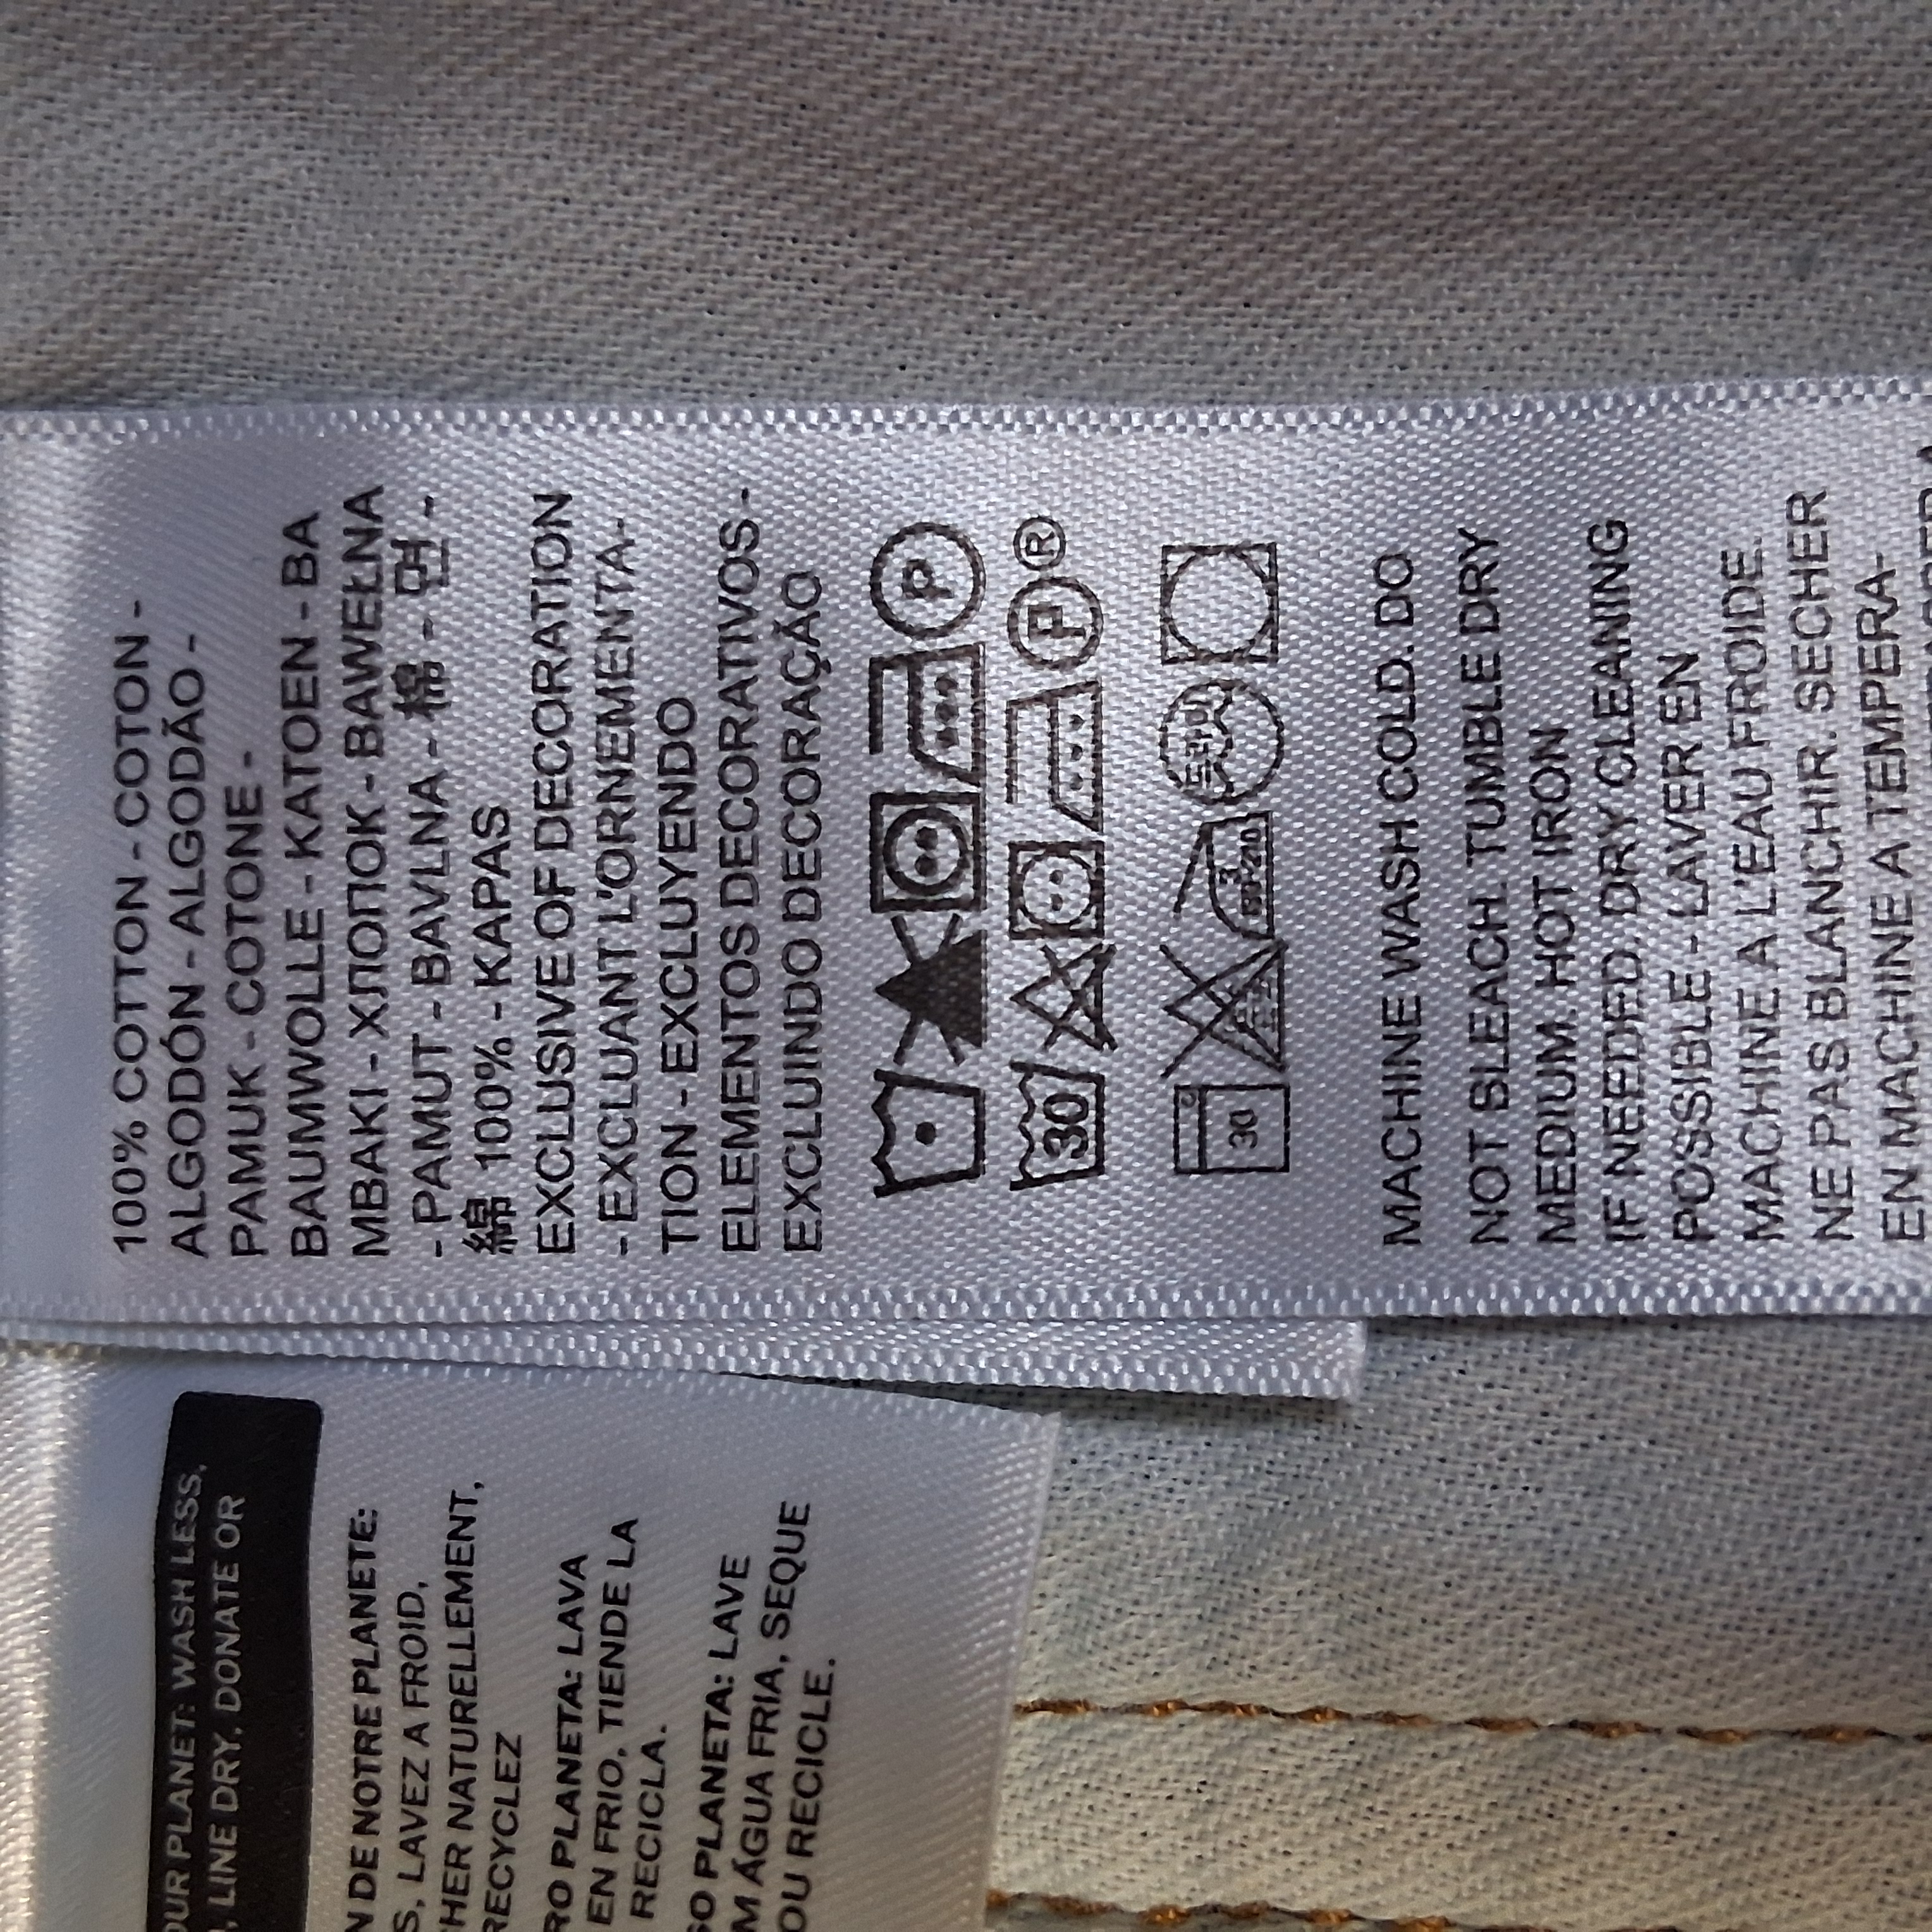 100% COTTON - COTON -
ALGODÓN - ALGODÃO -
PAMUK - COTONE -
BAUMWOLLE - KATOEN - BA
MBAKI - ХЛОПОК - BAWEŁNA
- PAMUT - BAVLNA - 棉 - 면 -
綿 100% - KAPAS
EXCLUSIVE OF DECORATION
- EXCLUANT L'ORNEMENTA-
TION - EXCLUYENDO
ELEMENTOS DECORATIVOS -
EXCLUINDO DECORAÇÃO
P
30 P ®
30
MACHINE WASH COLD. DO
NOT BLEACH. TUMBLE DRY
MEDIUM. HOT IRON
IF NEEDED. DRY CLEANING
POSSIBLE - LAVER EN
MACHINE A L'EAU FROIDE.
NE PAS BLANCHIR. SECHER
EN MACHINE A TEMPERA-
OUR PLANET: WASH LESS,
LINE DRY, DONATE OR
DE NOTRE PLANETE:
LAVEZ A FROID,
NATURELLEMENT,
RECYCLEZ
PLANETA: LAVA
EN FRIO, TIENDE LA
RECICLA.
PLANETA: LAVE
ÁGUA FRIA, SEQUE
OU RECICLE.